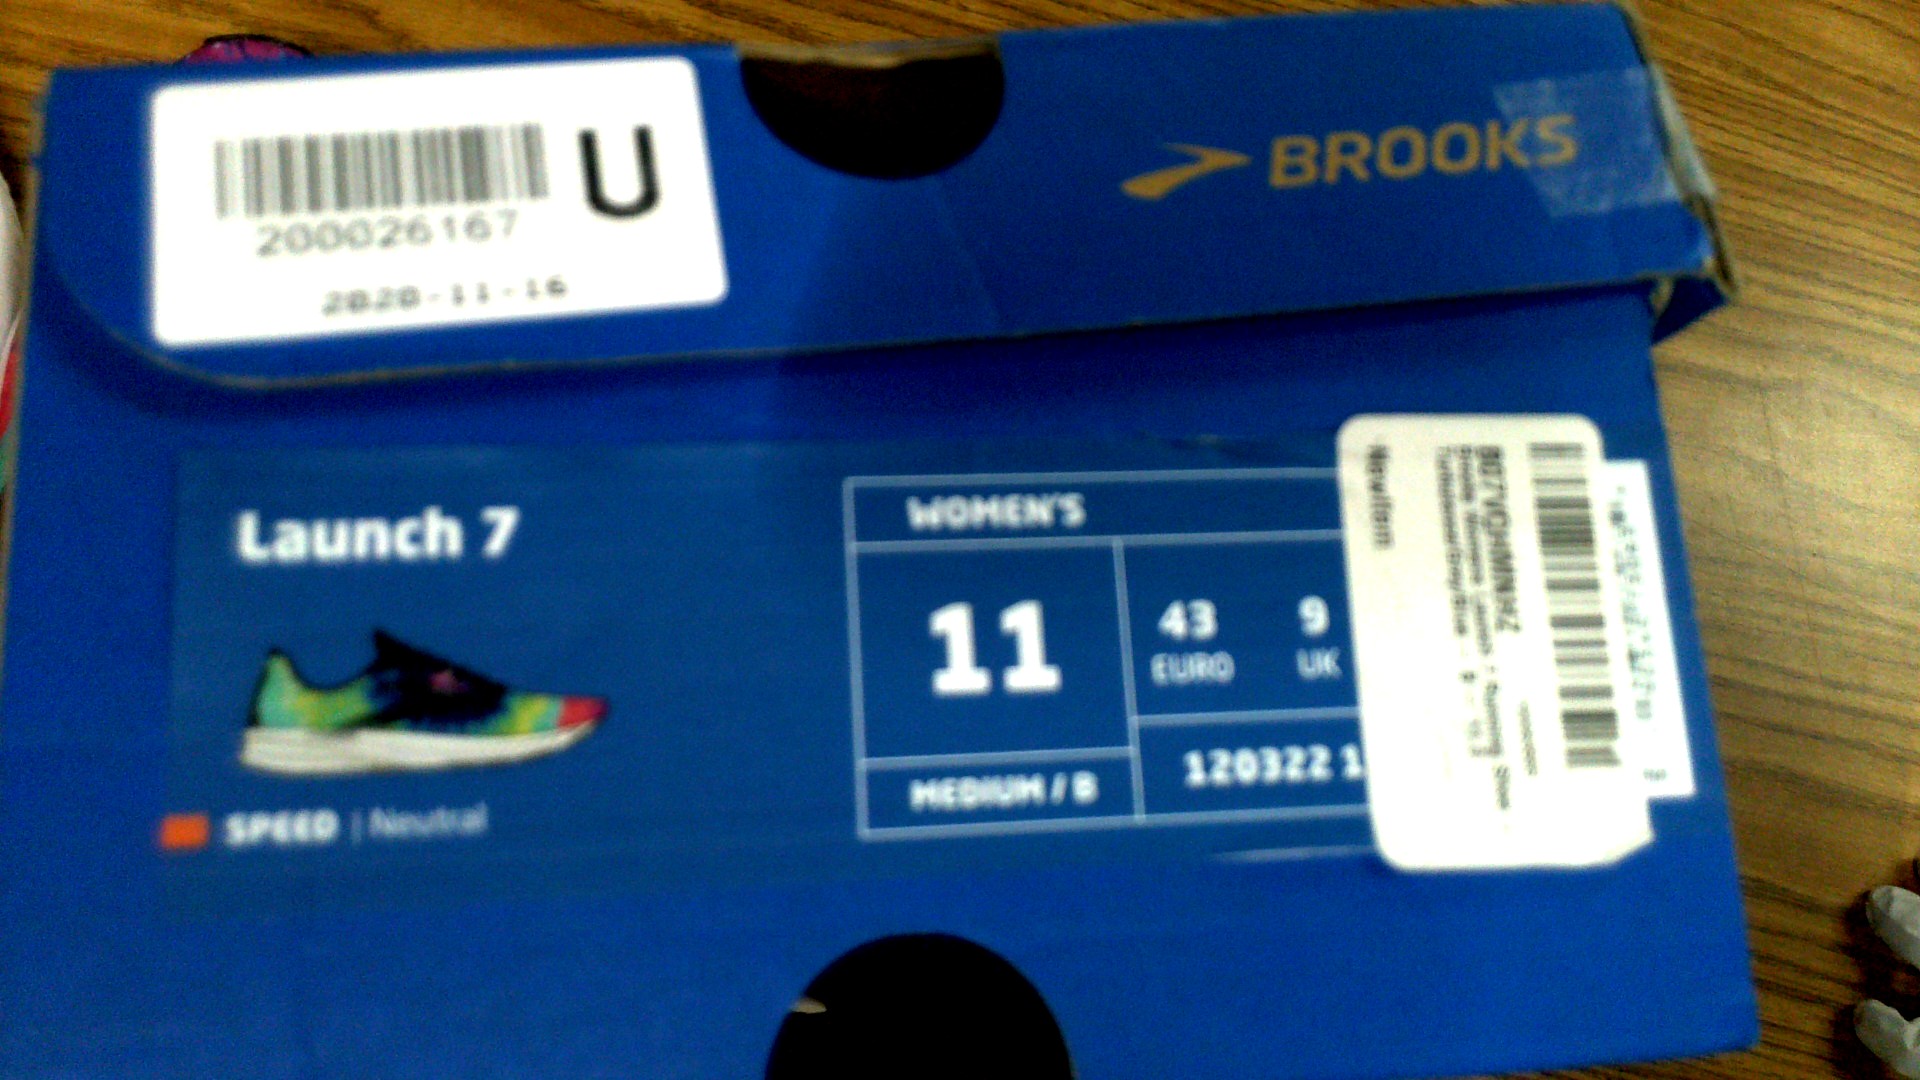 U
200026167
2020-11-16
BROOKS
Launch 7
SPEED | Neutral
WOMEN'S
11
43
EURO
9
UK
MEDIUM / B
120322 1